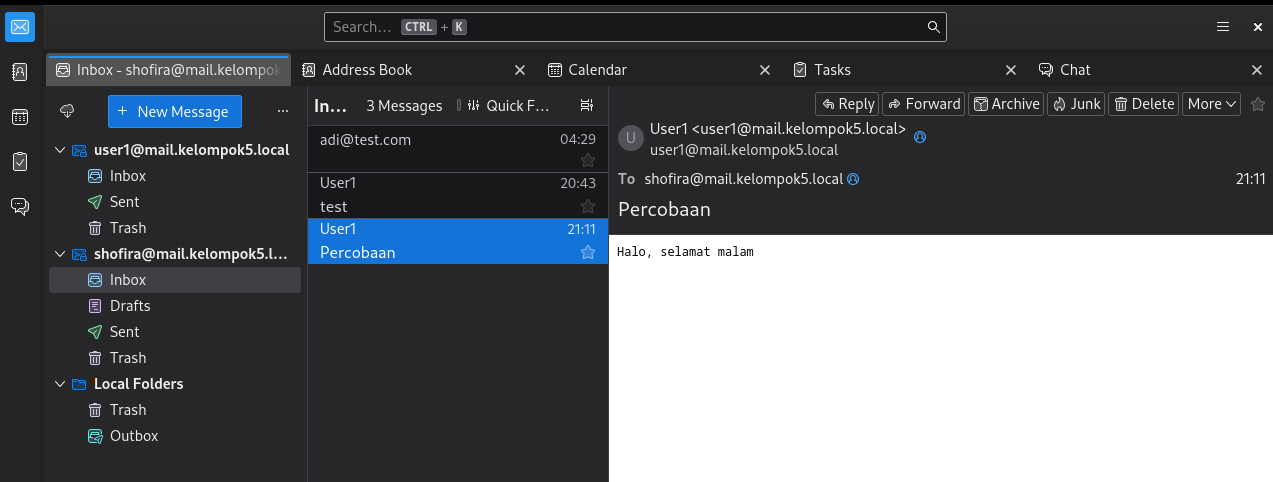 Search... CTRL + K
Inbox - shofira@mail.kelompok
Address Book
Calendar
Tasks
Chat
New Message
user1@mail.kelompok5.local
Inbox
Sent
Trash
shofira@mail.kelompok5.l...
Inbox
Drafts
Sent
Trash
Local Folders
Trash
Outbox
In... 3 Messages Quick F...
adi@test.com 04:29
User1 20:43
test
User1 21:11
Percobaan
Reply Forward Archive Junk Delete More
U
User1 <user1@mail.kelompok5.local>
user1@mail.kelompok5.local
To shofira@mail.kelompok5.local 21:11
Percobaan
Halo, selamat malam